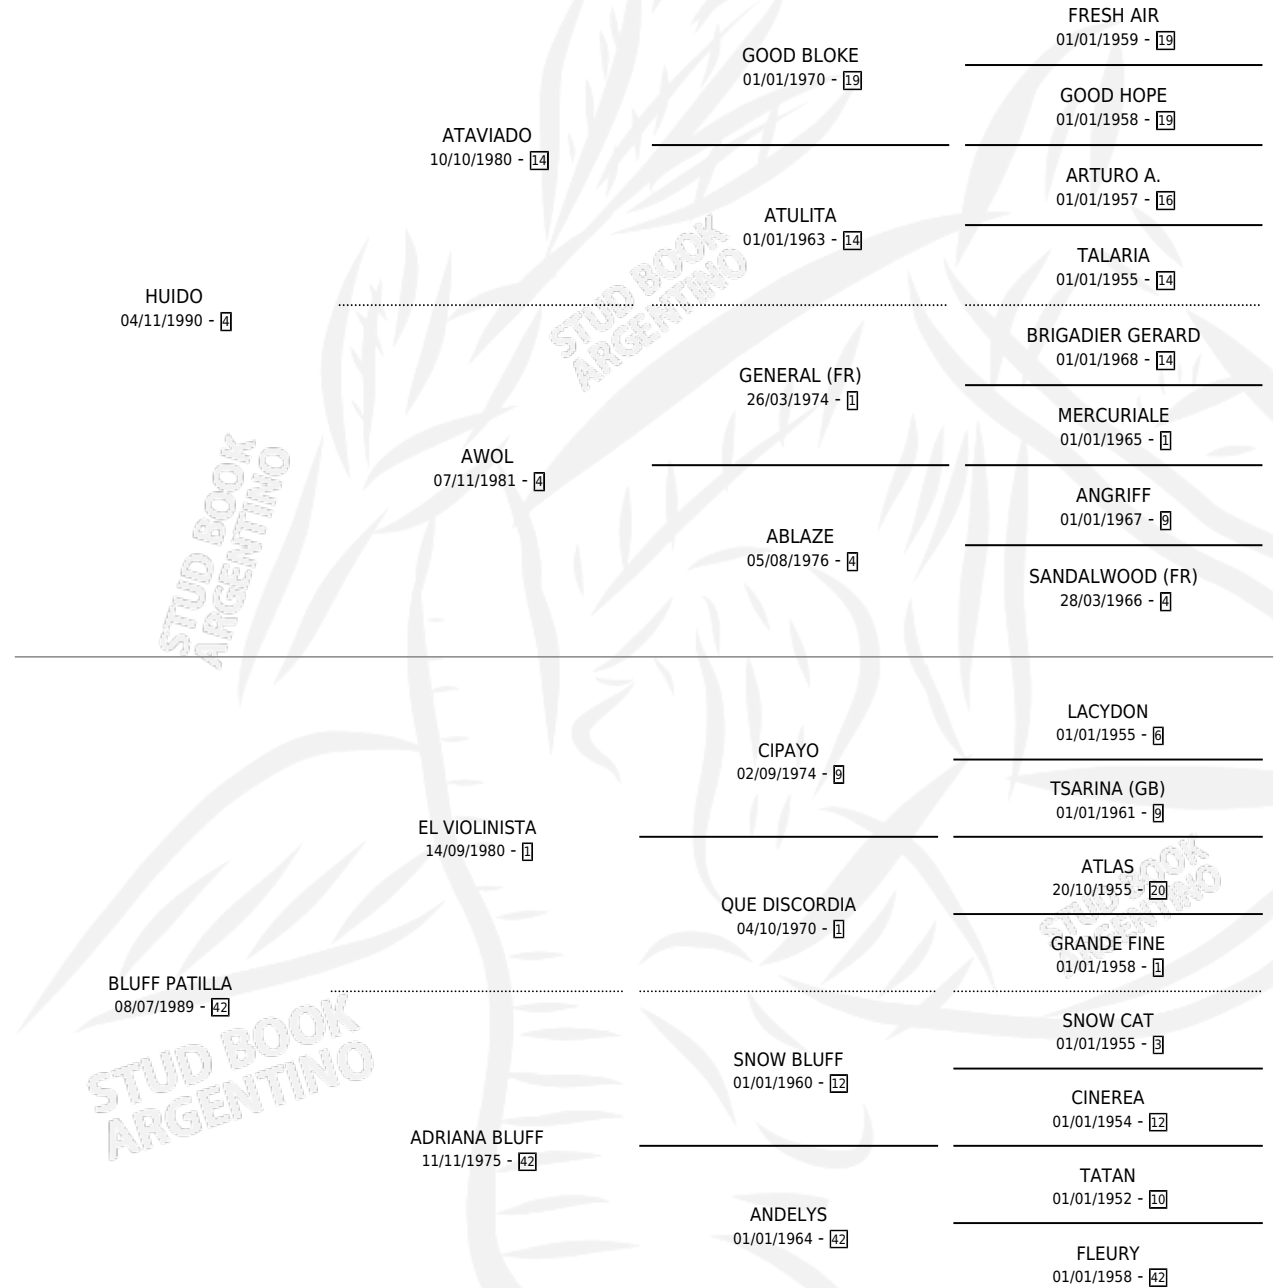 FRESH AIR
01/01/1959 - 19
GOOD BLOKE
01/01/1970 - 19
GOOD HOPE
01/01/1958 - 19
ATAVIADO
10/10/1980 - 14
ARTURO A.
01/01/1957 - 16
ATULITA
01/01/1963 - 14
TALARIA
01/01/1955 - 14
HUIDO
04/11/1990 - 4
STUD BOOK
ARGENTINO
BRIGADIER GERARD
01/01/1968 - 14
GENERAL (FR)
26/03/1974 - 1
MERCURIALE
01/01/1965 - 1
AWOL
07/11/1981 - 4
ANGRIFF
01/01/1967 - 9
ABLAZE
05/08/1976 - 4
SANDALWOOD (FR)
28/03/1966 - 4
STUD BOOK
ARGENTINO
LACYDON
01/01/1955 - 6
CIPAYO
02/09/1974 - 9
TSARINA (GB)
01/01/1961 - 9
EL VIOLINISTA
14/09/1980 - 1
ATLAS
20/10/1955 - 20
QUE DISCORDIA
04/10/1970 - 1
GRANDE FINE
01/01/1958 - 1
STUD BOOK
ARGENTINO
BLUFF PATILLA
08/07/1989 - 42
SNOW CAT
01/01/1955 - 3
SNOW BLUFF
01/01/1960 - 12
CINEREA
01/01/1954 - 12
STUD BOOK
ARGENTINO
ADRIANA BLUFF
11/11/1975 - 42
TATAN
01/01/1952 - 10
ANDELYS
01/01/1964 - 42
FLEURY
01/01/1958 - 42